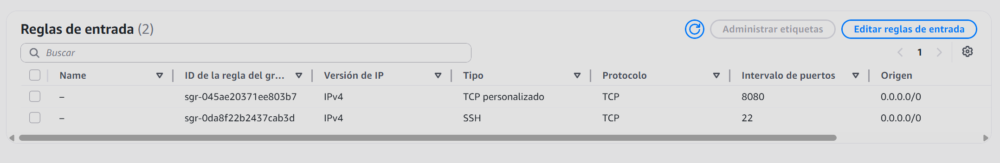 Reglas de entrada (2) Administrar etiquetas Editar reglas de entrada
Buscar 1
Name ID de la regla del gr... Versión de IP Tipo Protocolo Intervalo de puertos Origen
– sgr-045ae20371ee803b7 IPv4 TCP personalizado TCP 8080 0.0.0.0/0
– sgr-0da8f22b2437cab3d IPv4 SSH TCP 22 0.0.0.0/0